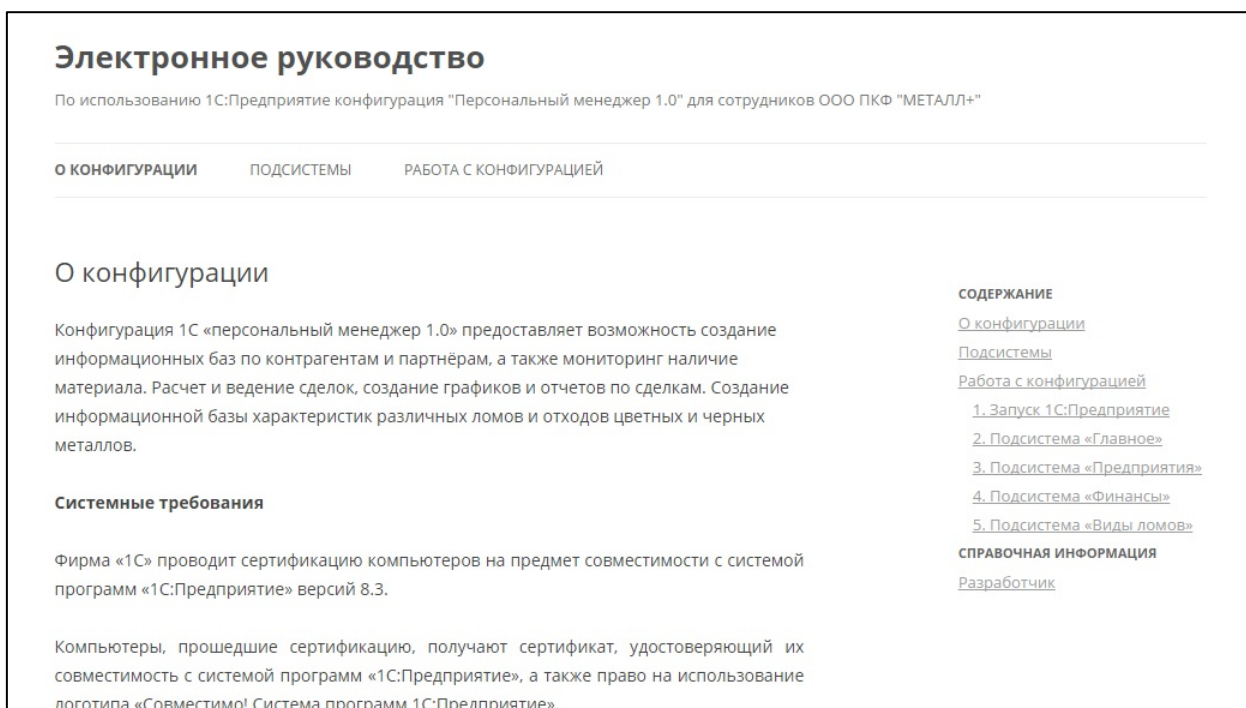 Электронное руководство
По использованию 1С:Предприятие конфигурация "Персональный менеджер 1.0" для сотрудников ООО ПКФ "МЕТАЛЛ+"
О КОНФИГУРАЦИИ ПОДСИСТЕМЫ РАБОТА С КОНФИГУРАЦИЕЙ
О конфигурации
Конфигурация 1С «персональный менеджер 1.0» предоставляет возможность создание
информационных баз по контрагентам и партнёрам, а также мониторинг наличие
материала. Расчет и ведение сделок, создание графиков и отчетов по сделкам. Создание
информационной базы характеристик различных ломов и отходов цветных и черных
металлов.
Системные требования
Фирма «1С» проводит сертификацию компьютеров на предмет совместимости с системой
программ «1С:Предприятие» версий 8.3.
Компьютеры, прошедшие сертификацию, получают сертификат, удостоверяющий их
совместимость с системой программ «1С:Предприятие», а также право на использование
логотипа «Совместимо! Система программ 1С:Предприятие»
СОДЕРЖАНИЕ
О конфигурации
Подсистемы
Работа с конфигурацией
1. Запуск 1С:Предприятие
2. Подсистема «Главное»
3. Подсистема «Предприятия»
4. Подсистема «Финансы»
5. Подсистема «Виды ломов»
СПРАВОЧНАЯ ИНФОРМАЦИЯ
Разработчик